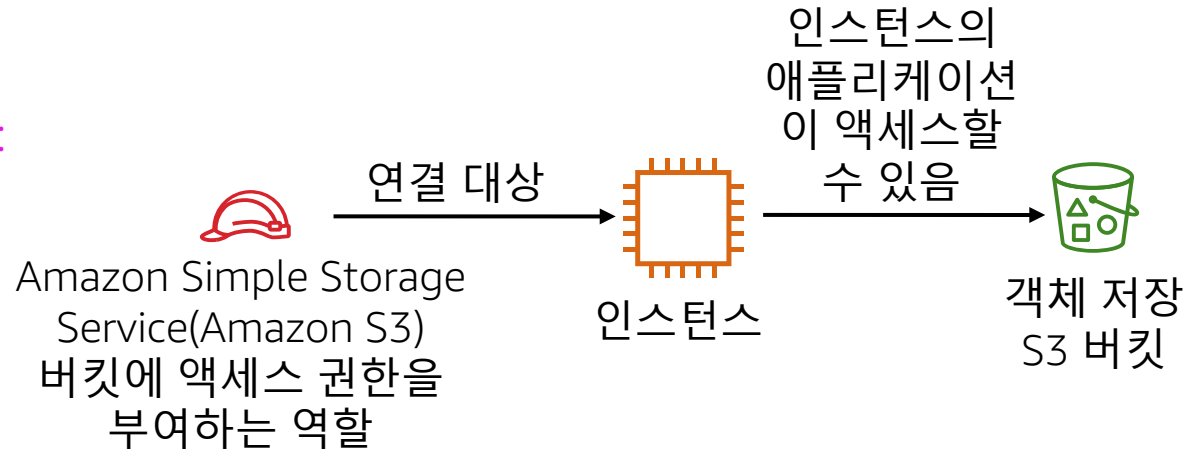 인스턴스의
애플리케이션
이 액세스할
수 있음
:
연결 대상
Amazon Simple Storage
Service(Amazon S3)
버킷에 액세스 권한을
부여하는 역할
인스턴스
객체 저장
S3 버킷